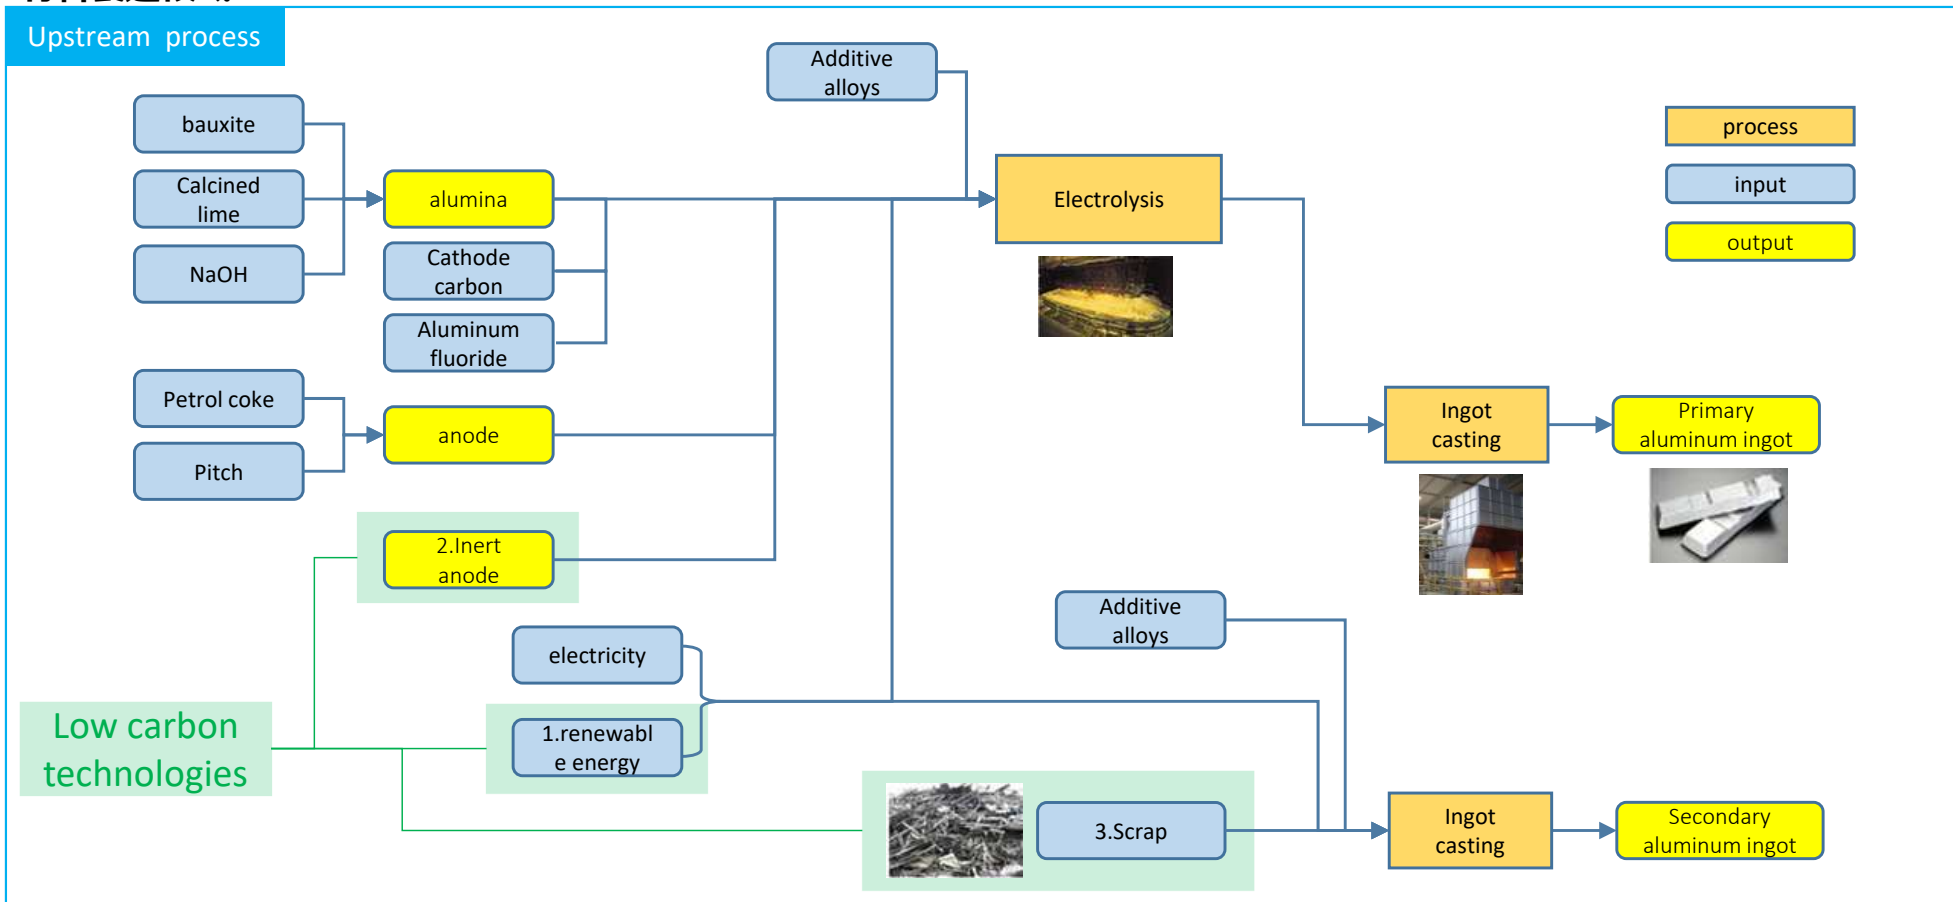 Upstream process
Additive
alloys
bauxite
process
Calcined
lime
alumina
Electrolysis
input
NaOH
Cathode
carbon
output
Aluminum
fluoride
Petrol coke
anode
Ingot
casting
Primary
aluminum ingot
Pitch
2.Inert
anode
Additive
alloys
electricity
Low carbon
technologies
1.renewabl
e energy
3.Scrap
Ingot
casting
Secondary
aluminum ingot